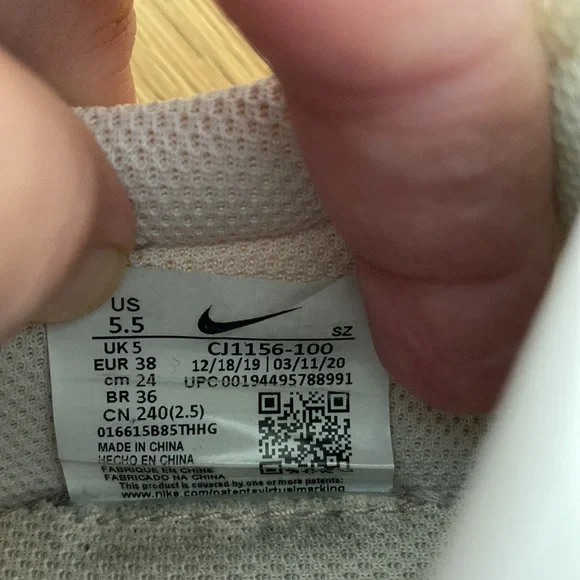 US
5.5
SZ
UK 5 CJ1156-100
EUR 38 12/18/19 | 03/11/20
cm 24 UPC 00194495788991
BR 36
CN 240(2.5)
016615B85THHG
MADE IN CHINA
HECHO EN CHINA
FABRIQUE EN CHINE
FABRICADO NA CHINA
This product is covered by one or more patents:
www.nike.com/patentsvirtualmarking